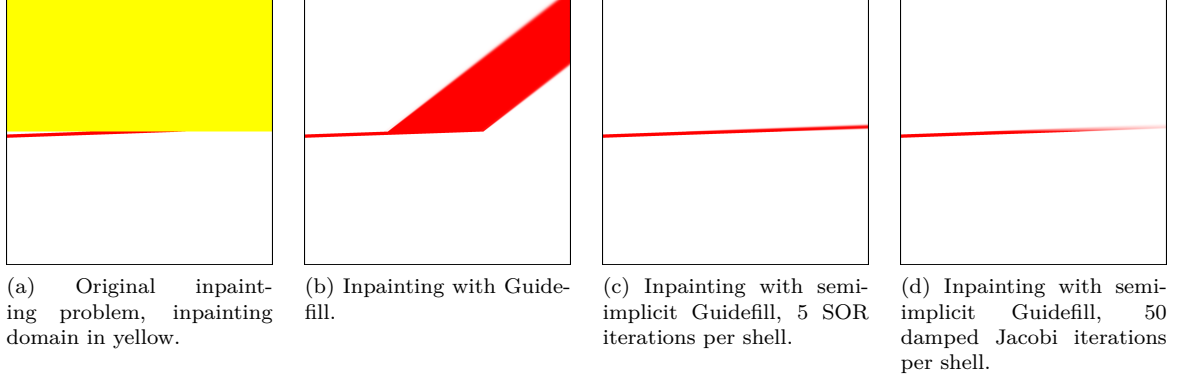 (a) Original inpaint-
ing problem, inpainting
domain in yellow.
(b) Inpainting with Guide-
fill.
(c) Inpainting with semi-
implicit Guidefill, 5 SOR
iterations per shell.
(d) Inpainting with semi-
implicit Guidefill, 50
damped Jacobi iterations
per shell.